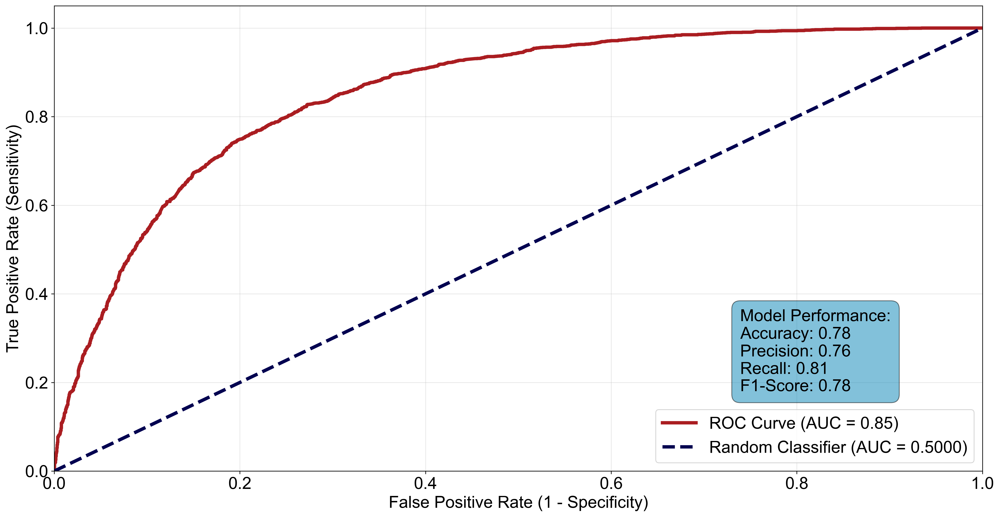 1.0
0.8
0.6
0.4
0.2
0.0
True Positive Rate (Sensitivity)
Model Performance:
Accuracy: 0.78
Precision: 0.76
Recall: 0.81
F1-Score: 0.78
ROC Curve (AUC = 0.85)
Random Classifier (AUC = 0.5000)
0.0 0.2 0.4 0.6 0.8 1.0
False Positive Rate (1 - Specificity)